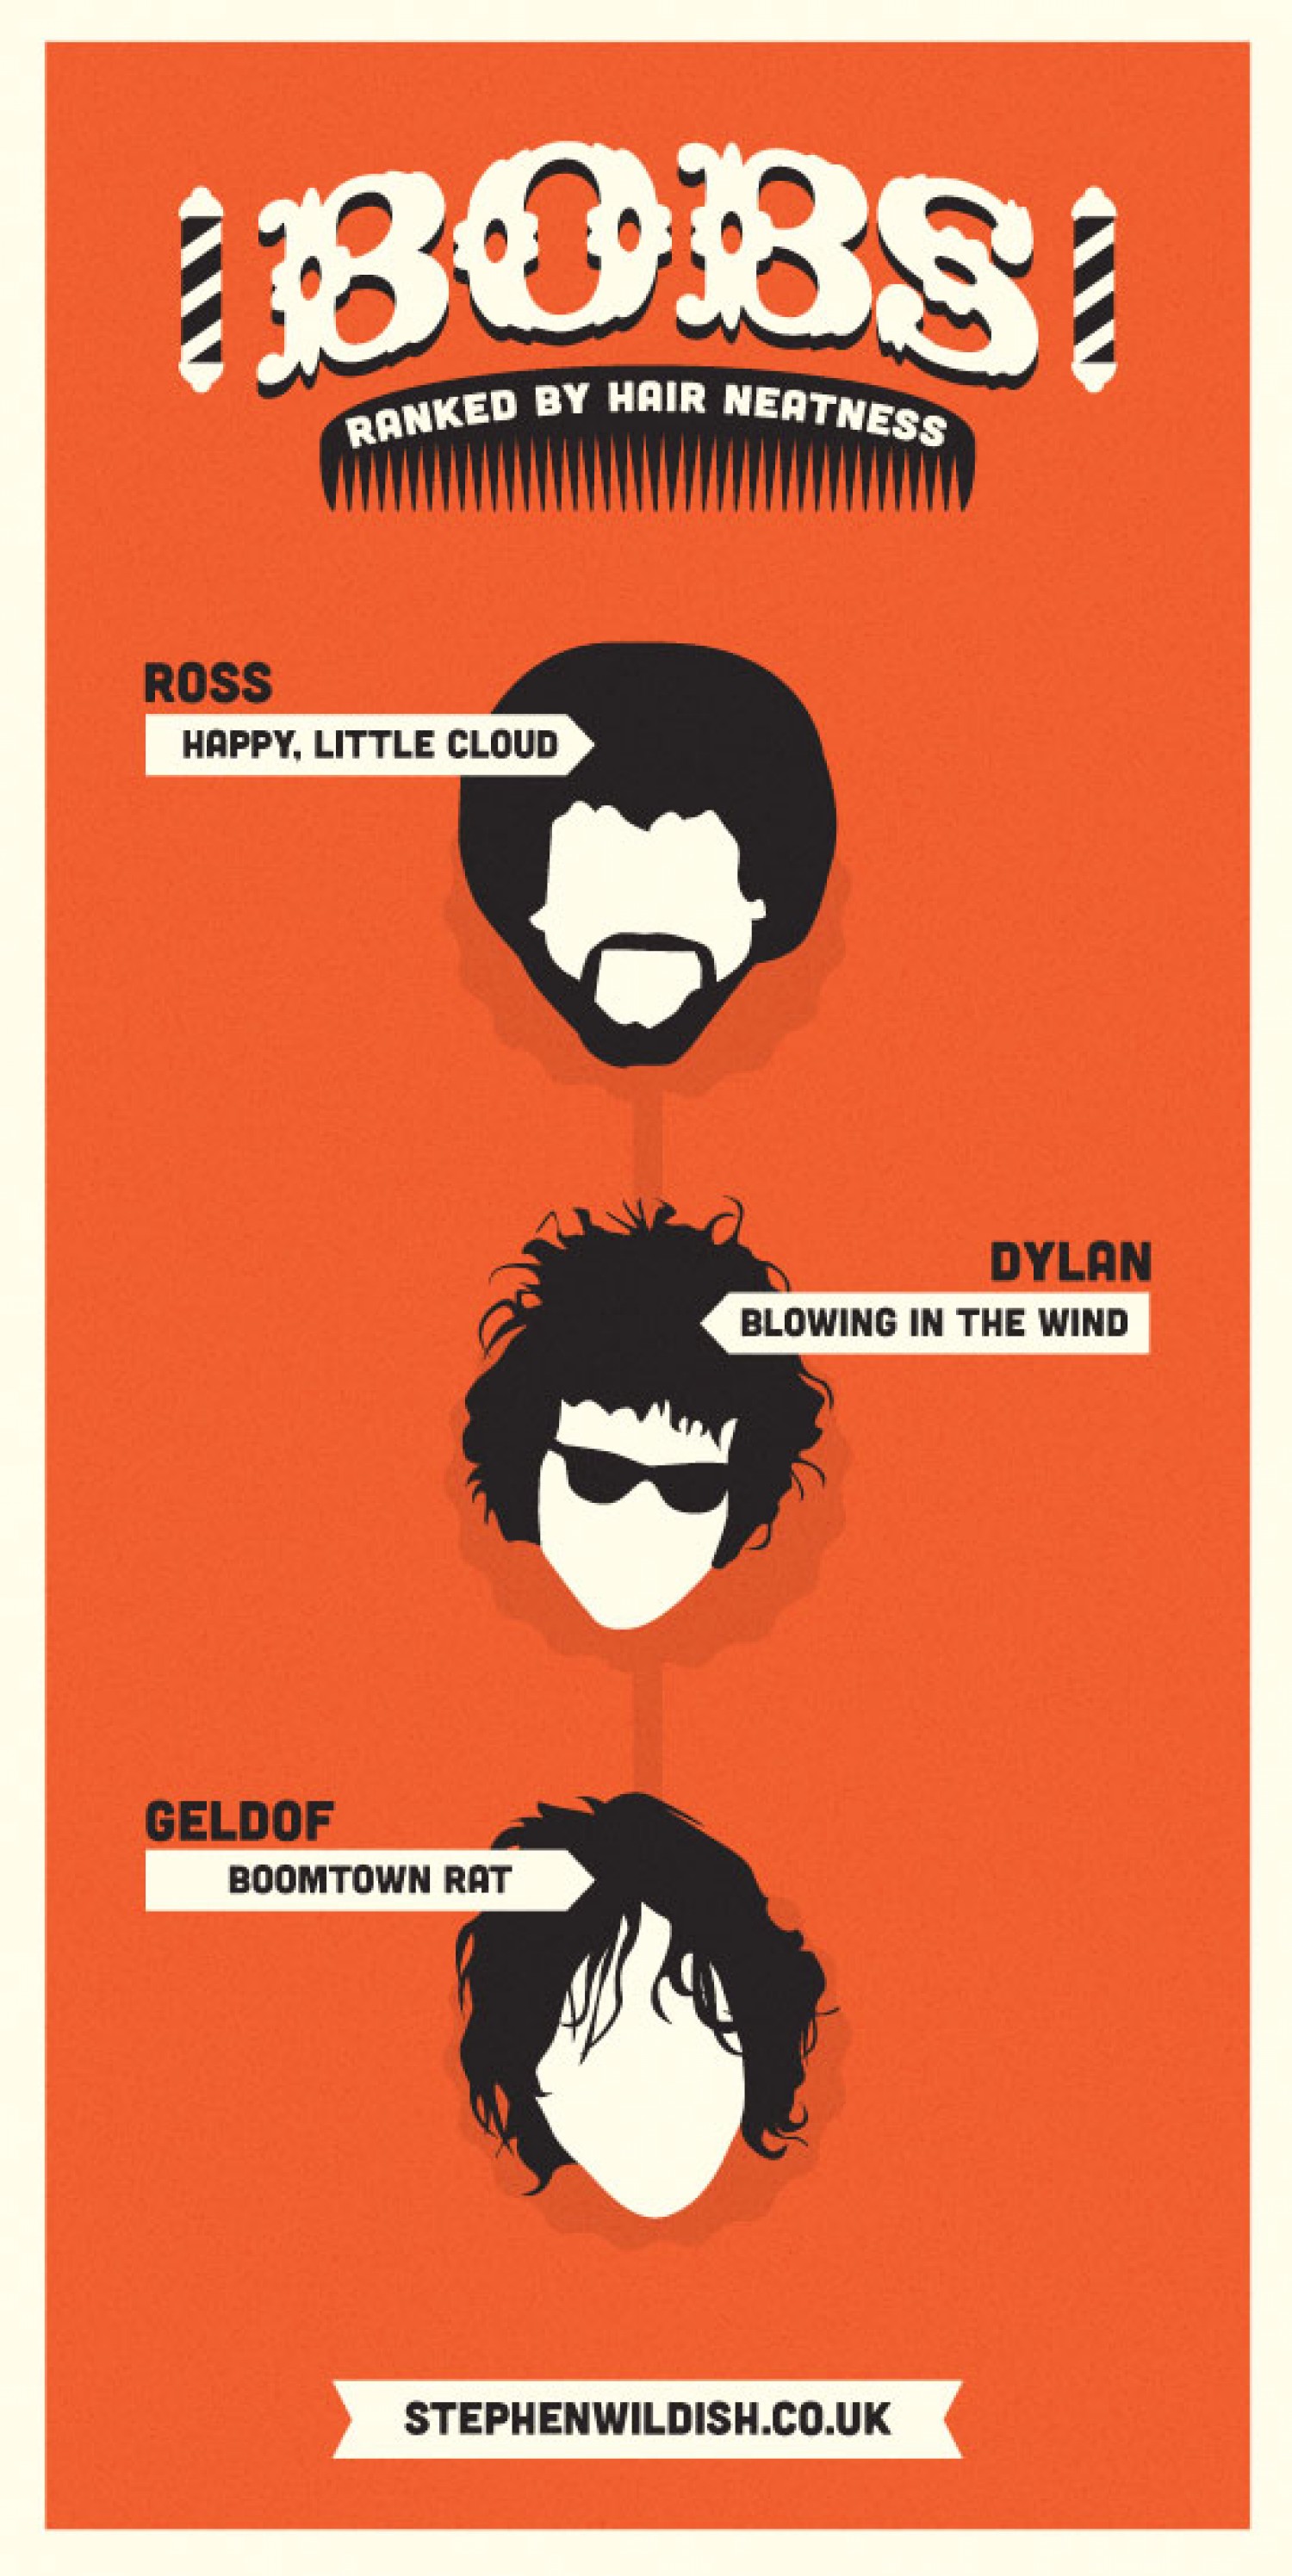 BOBS
RANKED BY HAIR NEATNESS
ROSS
HAPPY, LITTLE CLOUD
DYLAN
BLOWING IN THE WIND
GELDOF
BOOMTOWN RAT
STEPHENWILDISH.CO.UK